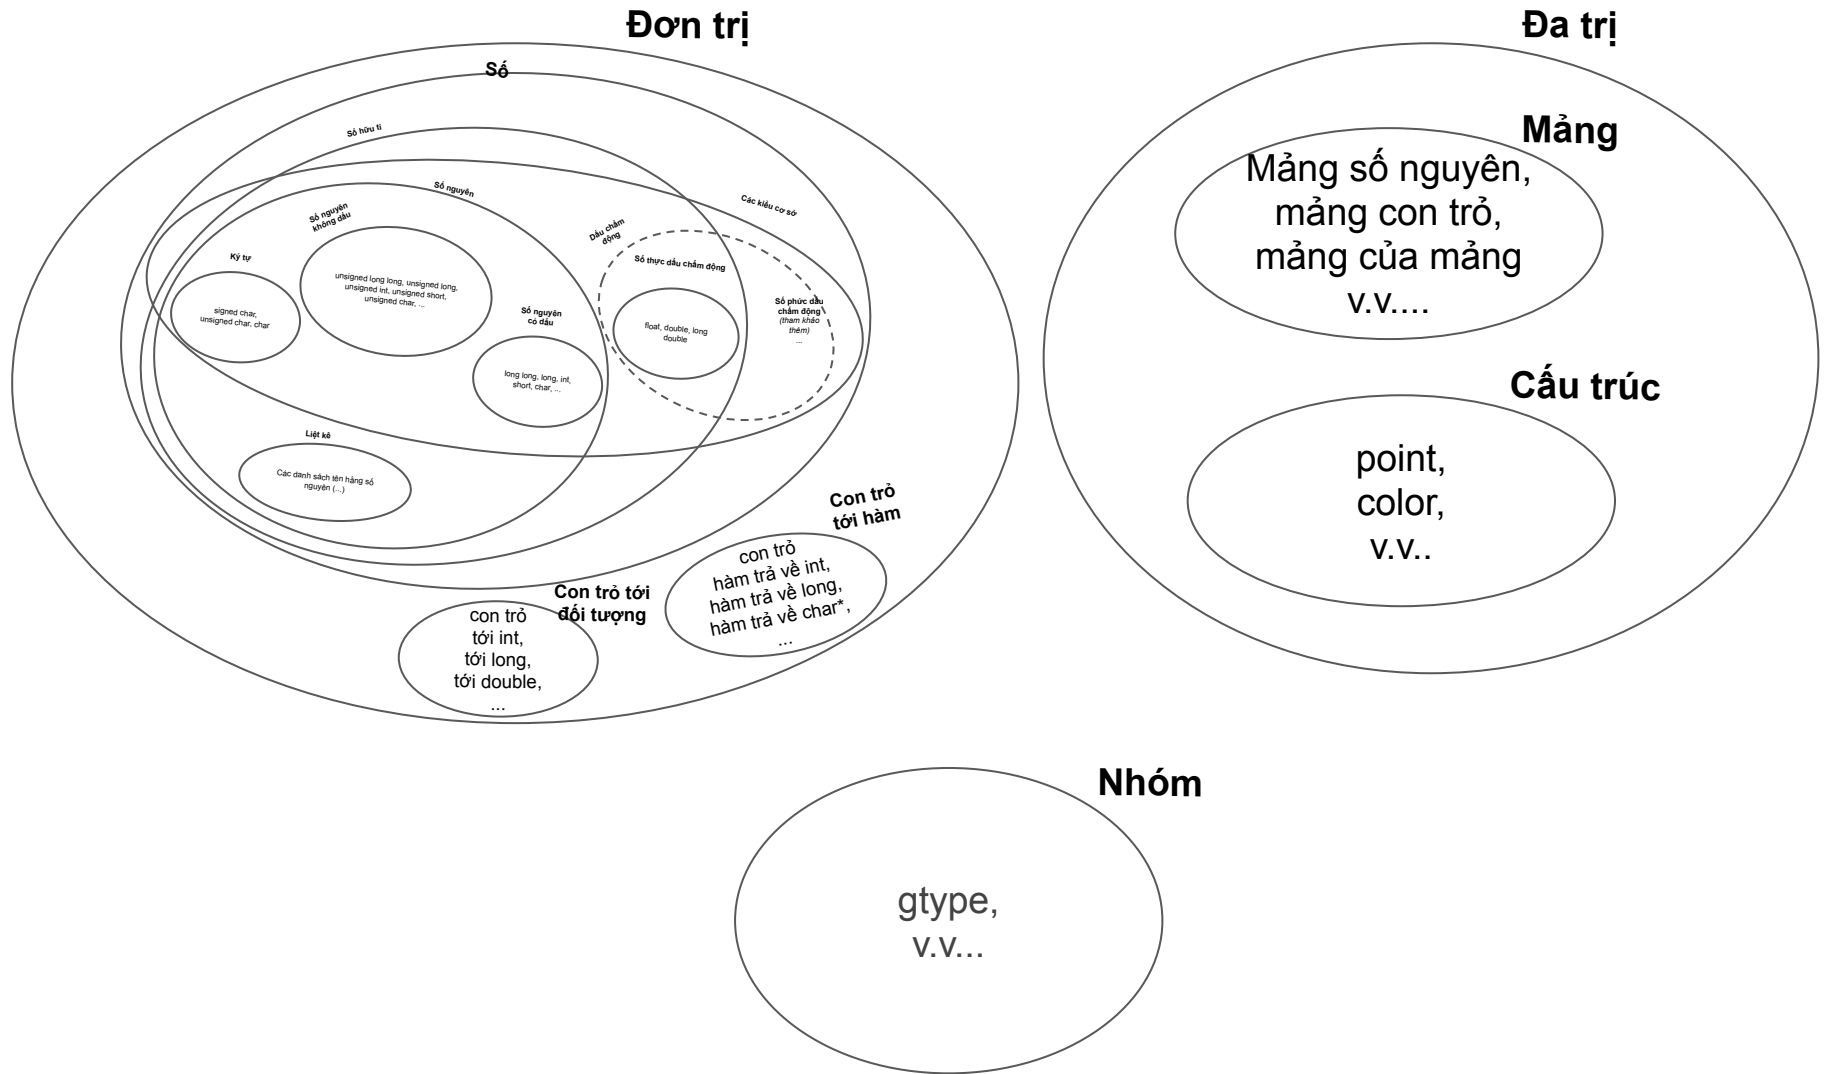 Đơn trị
Số
Số hữu tỉ
Số nguyên
Các kiểu cơ sở
Số nguyên
không dấu
Dấu chấm
động
Ký tự
Số thực dấu chấm động
unsigned long long, unsigned long,
unsigned int, unsigned short,
unsigned char, ...
signed char,
unsigned char, char
Số nguyên
có dấu
float, double, long
double
Số phức dấu
chấm động
(tham khảo
thêm)
...
long long, long, int,
short, char, ...
Liệt kê
Các danh sách tên hằng số
nguyên (...)
Con trỏ
tới hàm
con trỏ
hàm trả về int,
hàm trả về long,
hàm trả về char*,
...
Con trỏ tới
đối tượng
con trỏ
tới int,
tới long,
tới double,
...
Đa trị
Mảng
Mảng số nguyên,
mảng con trỏ,
mảng của mảng
v.v....
Cấu trúc
point,
color,
v.v..
Nhóm
gtype,
v.v...